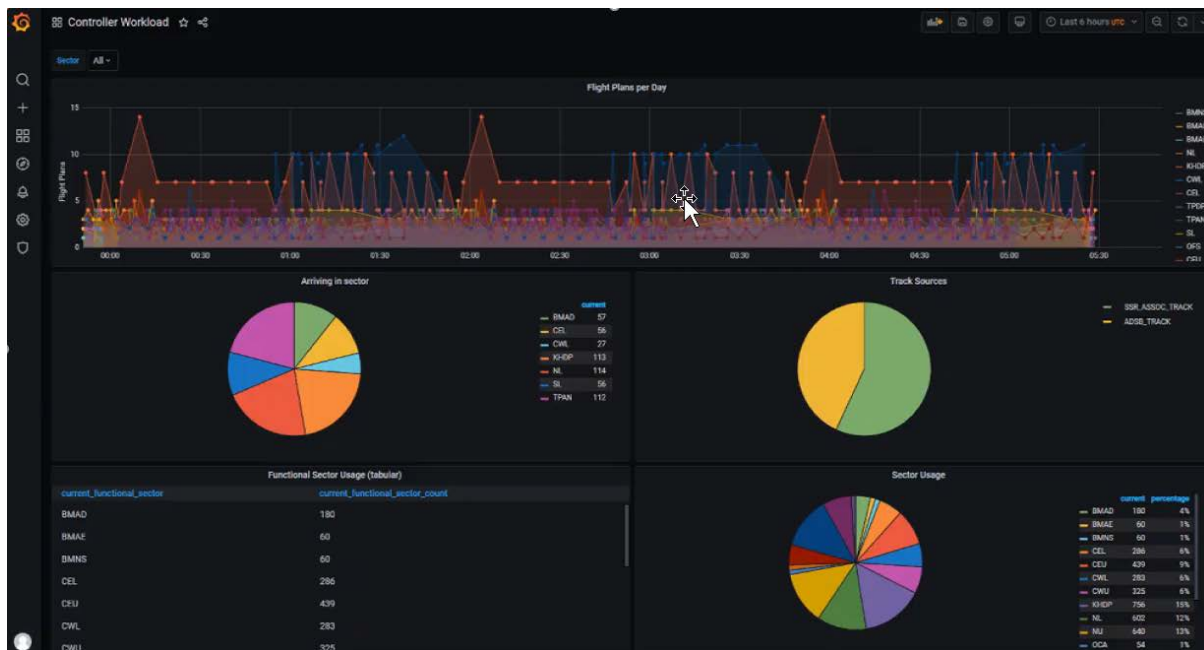 Controller Workload
Last 6 hours UTC
Sector All
Flight Plans per Day
Flight Plans
15
10
5
0
00:00 00:30 01:00 01:30 02:00 02:30 03:00 03:30 04:00 04:30 05:00 05:30
NL
CWL
CEL
SL
OFS
CEU
Arriving in sector
current
BMAD 57
CEL 56
CWL 27
KHDP 113
NL 114
SL 56
TPAN 112
Track Sources
SSR_ASSOC_TRACK
ADSB_TRACK
Functional Sector Usage (tabular)
current_functional_sector current_functional_sector_count
BMAD 180
BMAE 60
BMNS 60
CEL 286
CEU 439
CWL 283
CWU 325
Sector Usage
current percentage
BMAD 180 4%
BMAE 60 1%
BMNS 60 1%
CEL 286 6%
CEU 439 9%
CWL 283 6%
CWU 325 6%
KHDP 756 15%
NL 602 12%
NU 640 13%
OCA 54 1%